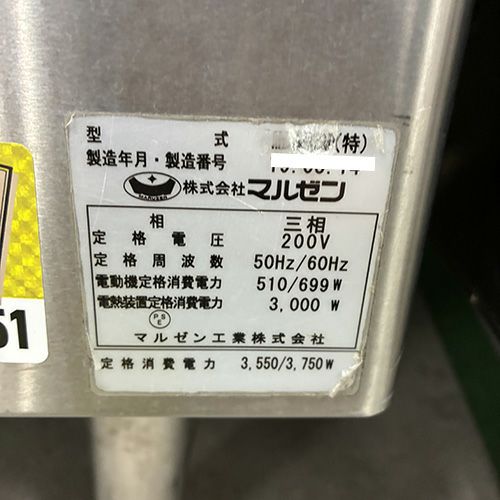 型 式 (特)
製造年月・製造番号
株式会社マルゼン
相 三相
定格電圧 200V
定格周波数 50Hz/60Hz
電動機定格消費電力 510/699W
電熱装置定格消費電力 3,000W
PSE
マルゼン工業株式会社
定格消費電力 3,550/3,750W
51